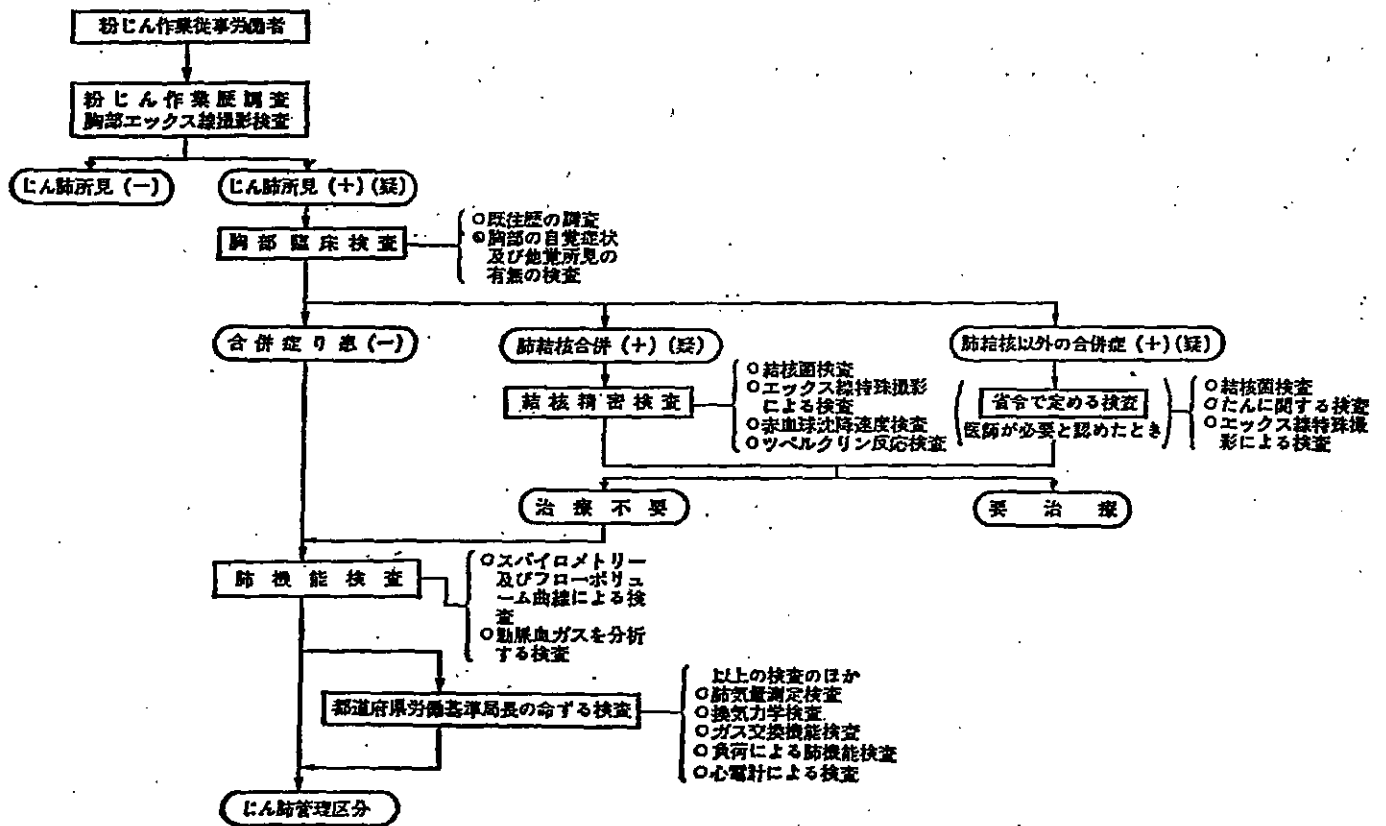 粉じん作業従事労働者
粉じん作業歴調査
胸部エックス線撮影検査
じん肺所見(一)
じん肺所見(+)(疑)
胸部臨床検査
○既往歴の調査
○胸部の自覚症状
及び他覚所見の
有無の検査
合併症り患(一)
肺結核合併(+)(疑)
肺結核以外の合併症(+)(疑)
結核精密検査
○結核菌検査
○エックス線特殊撮影
による検査
○赤血球沈降速度検査
○ツベルクリン反応検査
省令で定める検査
(医師が必要と認めたとき)
○結核菌検査
○たんに関する検査
○エックス線特殊撮
影による検査
治療不要
要治療
肺機能検査
○スパイロメトリー
及びフローボリュ
ーム曲線による検
査
○動脈血ガスを分析
する検査
都道府県労働基準局長の命ずる検査
以上の検査のほか
○肺気量測定検査
○換気力学検査
○ガス交換機能検査
○負荷による肺機能検査
○心電計による検査
じん肺管理区分